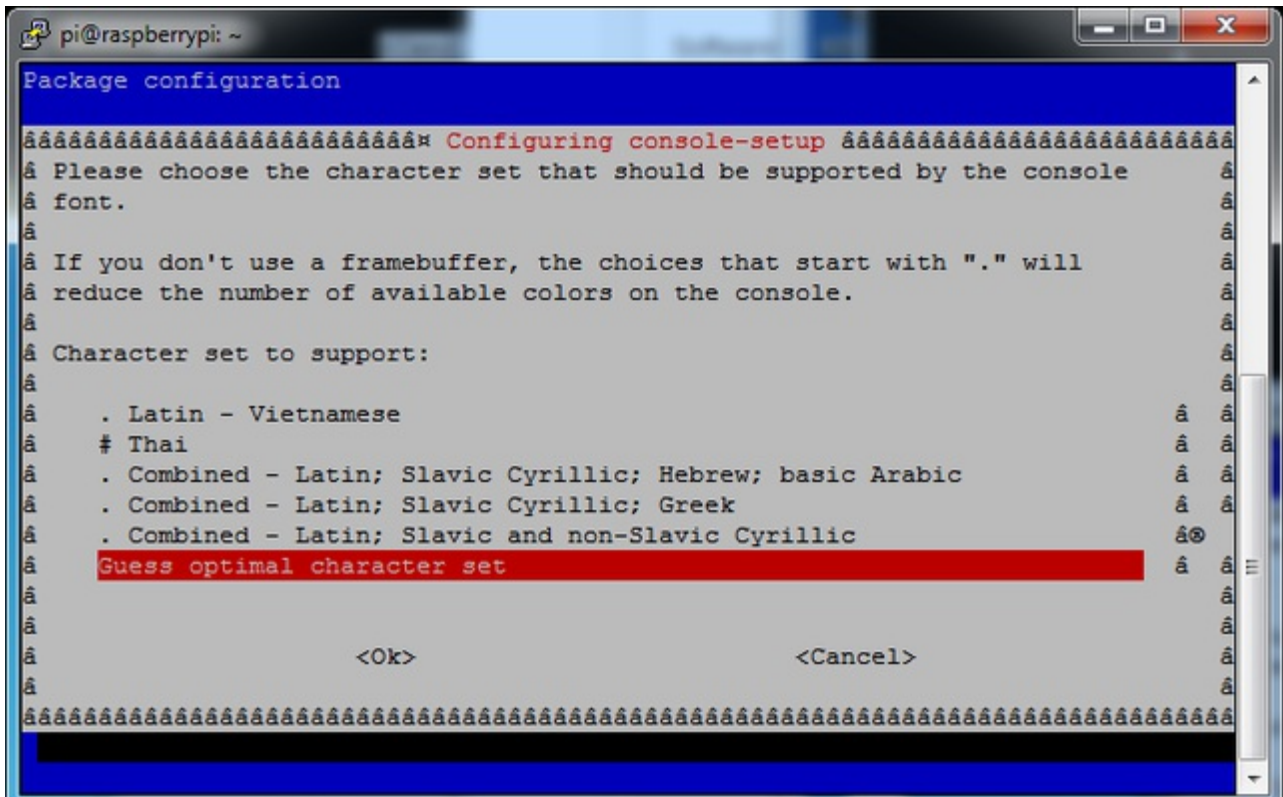 pi@raspberrypi: ~
Package configuration
ââââââââââââââââââââââââââ¤ Configuring console-setup ââââââââââââââââââââââââââ
â Please choose the character set that should be supported by the console â
â font. â
â â
â If you don't use a framebuffer, the choices that start with "." will â
â reduce the number of available colors on the console. â
â â
â Character set to support: â
â â
â . Latin - Vietnamese â â
â # Thai â â
â . Combined - Latin; Slavic Cyrillic; Hebrew; basic Arabic â â
â . Combined - Latin; Slavic Cyrillic; Greek â â
â . Combined - Latin; Slavic and non-Slavic Cyrillic â®
â Guess optimal character set â â
â â
â â
â <Ok> <Cancel> â
â â
ââââââââââââââââââââââââââââââââââââââââââââââââââââââââââââââââââââââââââââââââ